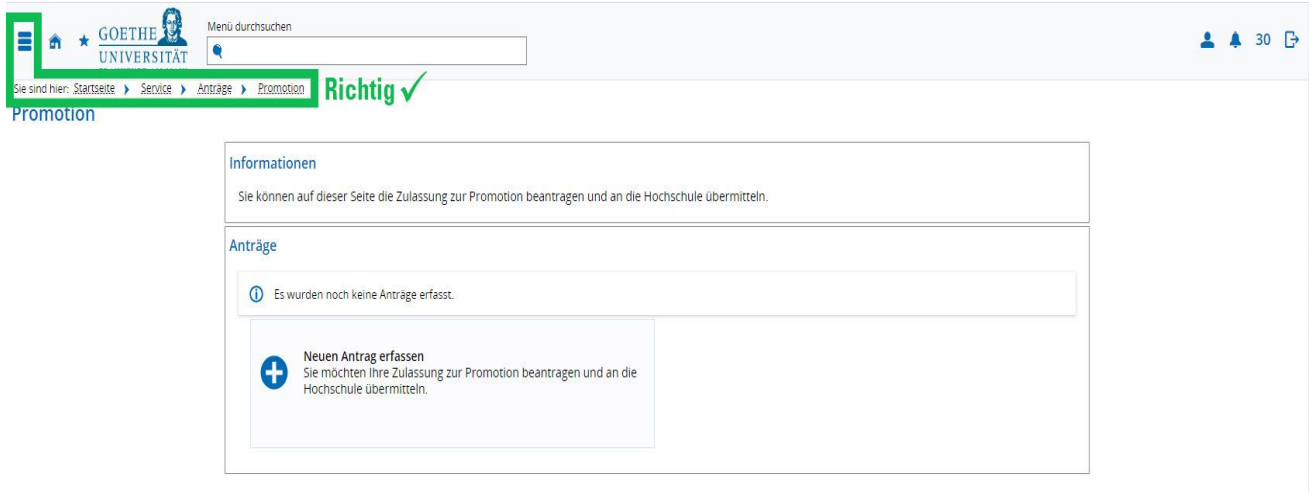 Menü durchsuchen
GOETHE
UNIVERSITÄT
30
Sie sind hier: Startseite Service Anträge Promotion
Richtig ✓
Promotion
Informationen
Sie können auf dieser Seite die Zulassung zur Promotion beantragen und an die Hochschule übermitteln.
Anträge
Es wurden noch keine Anträge erfasst.
Neuen Antrag erfassen
Sie möchten Ihre Zulassung zur Promotion beantragen und an die
Hochschule übermitteln.